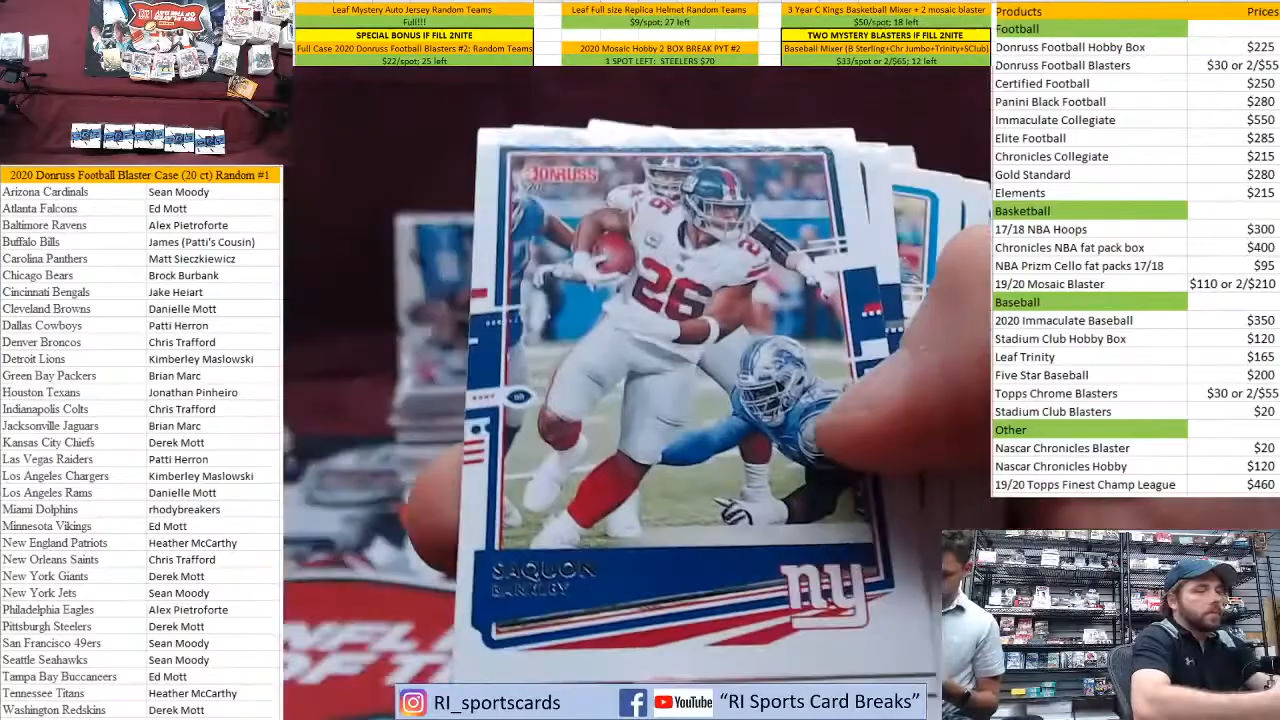 Leaf Mystery Auto Jersey Random Teams
Full!!!
SPECIAL BONUS IF FILL 2NITE
Full Case 2020 Donruss Football Blasters #2; Random Teams
$22/spot; 25 left
Leaf Full size Replica Helmet Random Teams
$9/spot; 27 left
2020 Mosaic Hobby 2 BOX BREAK PYT #2
1 SPOT LEFT: STEELERS $70
3 Year C Kings Basketball Mixer + 2 mosaic blaster
$50/spot; 18 left
TWO MYSTERY BLASTERS IF FILL 2NITE
Baseball Mixer (B Sterling+Chr Jumbo+Trinity+SClub)
$33/spot or 2/$65; 12 left
Products Prices
Football
Donruss Football Hobby Box $225
Donruss Football Blasters $30 or 2/$55
Certified Football $250
Panini Black Football $280
Immaculate Collegiate $550
Elite Football $285
Chronicles Collegiate $215
Gold Standard $280
Elements $215
Basketball
17/18 NBA Hoops $300
Chronicles NBA fat pack box $400
NBA Prizm Cello fat packs 17/18 $95
19/20 Mosaic Blaster $110 or 2/$210
Baseball
2020 Immaculate Baseball $350
Stadium Club Hobby Box $120
Leaf Trinity $165
Five Star Baseball $200
Topps Chrome Blasters $30 or 2/$55
Stadium Club Blasters $20
Other
Nascar Chronicles Blaster $20
Nascar Chronicles Hobby $120
19/20 Topps Finest Champ League $460
2020 Donruss Football Blaster Case (20 ct) Random #1
Arizona Cardinals Sean Moody
Atlanta Falcons Ed Mott
Baltimore Ravens Alex Pietroforte
Buffalo Bills James (Patti's Cousin)
Carolina Panthers Matt Sieczkiewicz
Chicago Bears Brock Burbank
Cincinnati Bengals Jake Heiart
Cleveland Browns Danielle Mott
Dallas Cowboys Patti Herron
Denver Broncos Chris Trafford
Detroit Lions Kimberley Maslowski
Green Bay Packers Brian Marc
Houston Texans Jonathan Pinheiro
Indianapolis Colts Chris Trafford
Jacksonville Jaguars Brian Marc
Kansas City Chiefs Derek Mott
Las Vegas Raiders Patti Herron
Los Angeles Chargers Kimberley Maslowski
Los Angeles Rams Danielle Mott
Miami Dolphins rhodybreakers
Minnesota Vikings Ed Mott
New England Patriots Heather McCarthy
New Orleans Saints Chris Trafford
New York Giants Derek Mott
New York Jets Sean Moody
Philadelphia Eagles Alex Pietroforte
Pittsburgh Steelers Derek Mott
San Francisco 49ers Sean Moody
Seattle Seahawks Sean Moody
Tampa Bay Buccaneers Ed Mott
Tennessee Titans Heather McCarthy
Washington Redskins Derek Mott
DONRUSS
26
26
SAQUON
BARKLEY
ny
RI_sportscards
YouTube
"RI Sports Card Breaks"